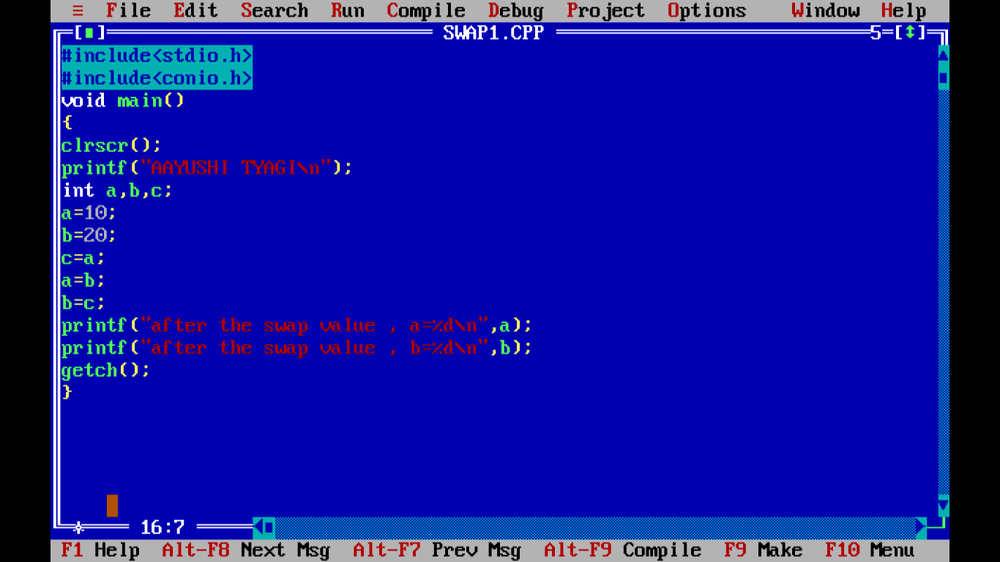 ≡ File Edit Search Run Compile Debug Project Options Window Help
[■] SWAP1.CPP 5=[↕]
#include<stdio.h>
#include<conio.h>
void main()
{
clrscr();
printf("AAYUSHI TYAGI\n");
int a,b,c;
a=10;
b=20;
c=a;
a=b;
b=c;
printf("after the swap value , a=%d\n",a);
printf("after the swap value , b=%d\n",b);
getch();
}
16:7
F1 Help Alt-F8 Next Msg Alt-F7 Prev Msg Alt-F9 Compile F9 Make F10 Menu